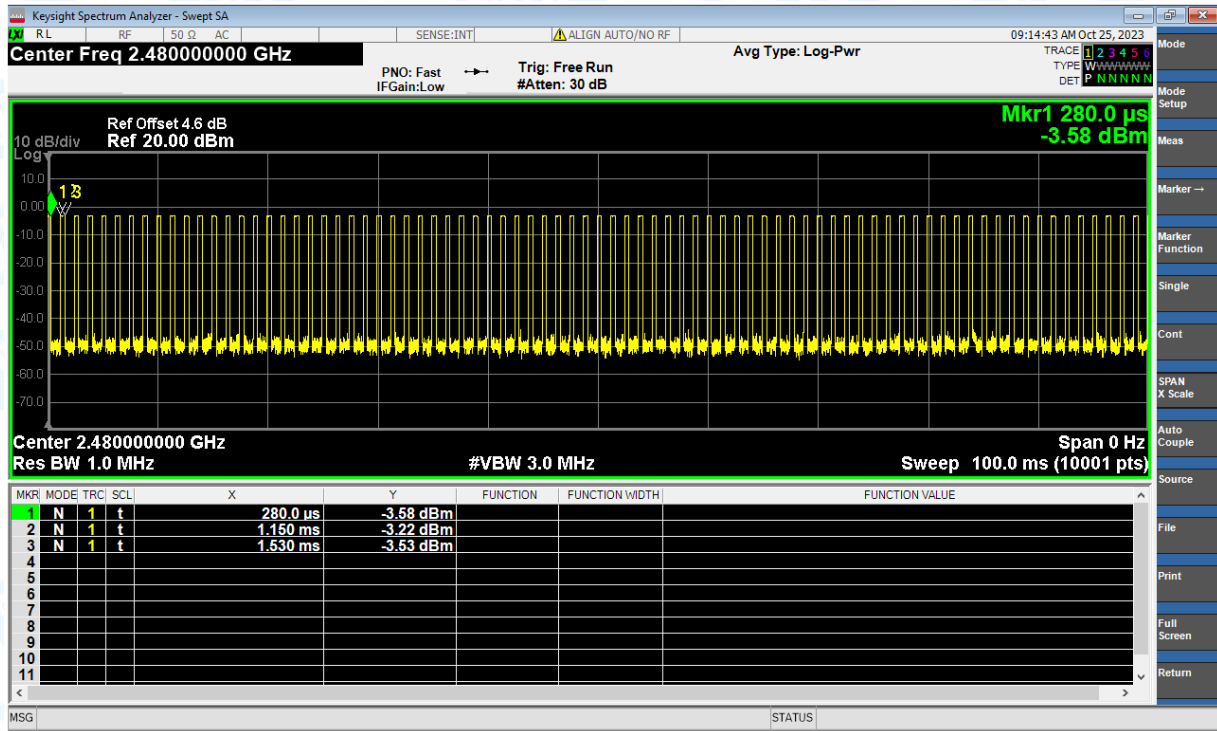 Keysight Spectrum Analyzer - Swept SA
LXI RL RF 50 Ω AC SENSE:INT ALIGN AUTO/NO RF 09:14:43 AM Oct 25, 2023
Center Freq 2.480000000 GHz
Avg Type: Log-Pwr
TRACE 1 2 3 4 5 6
TYPE WWWWWW
DET P N N N N N
PNO: Fast
IFGain:Low
Trig: Free Run
#Atten: 30 dB
Mkr1 280.0 µs
-3.58 dBm
Ref Offset 4.6 dB
10 dB/div Ref 20.00 dBm
Log
10.0
0.00
-10.0
-20.0
-30.0
-40.0
-50.0
-60.0
-70.0
1 2 3
Center 2.480000000 GHz Span 0 Hz
Res BW 1.0 MHz #VBW 3.0 MHz Sweep 100.0 ms (10001 pts)
MKR MODE TRC SCL X Y FUNCTION FUNCTION WIDTH FUNCTION VALUE
1 N 1 t 280.0 µs -3.58 dBm
2 N 1 t 1.150 ms -3.22 dBm
3 N 1 t 1.530 ms -3.53 dBm
4
5
6
7
8
9
10
11
MSG STATUS
Mode
Mode
Setup
Meas
Marker →
Marker
Function
Single
Cont
SPAN
X Scale
Auto
Couple
Source
File
Print
Full
Screen
Return